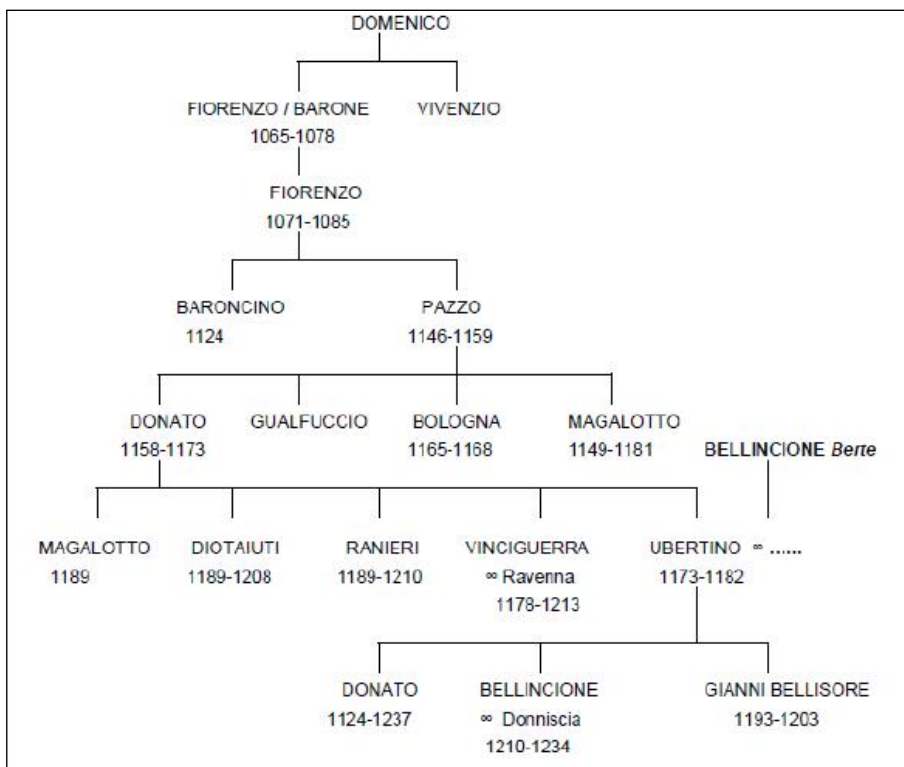 DOMENICO
FIORENZO / BARONE VIVENZIO
1065-1078
FIORENZO
1071-1085
BARONCINO PAZZO
1124 1146-1159
DONATO GUALFUCCIO BOLOGNA MAGALOTTO
1158-1173 1165-1168 1149-1181 BELLINCIONE Berte
MAGALOTTO DIOTAIUTI RANIERI VINCIGUERRA UBERTINO ∞ ......
1189 1189-1208 1189-1210 ∞ Ravenna 1173-1182
1178-1213
DONATO BELLINCIONE GIANNI BELLISORE
1124-1237 ∞ Donniscia 1193-1203
1210-1234